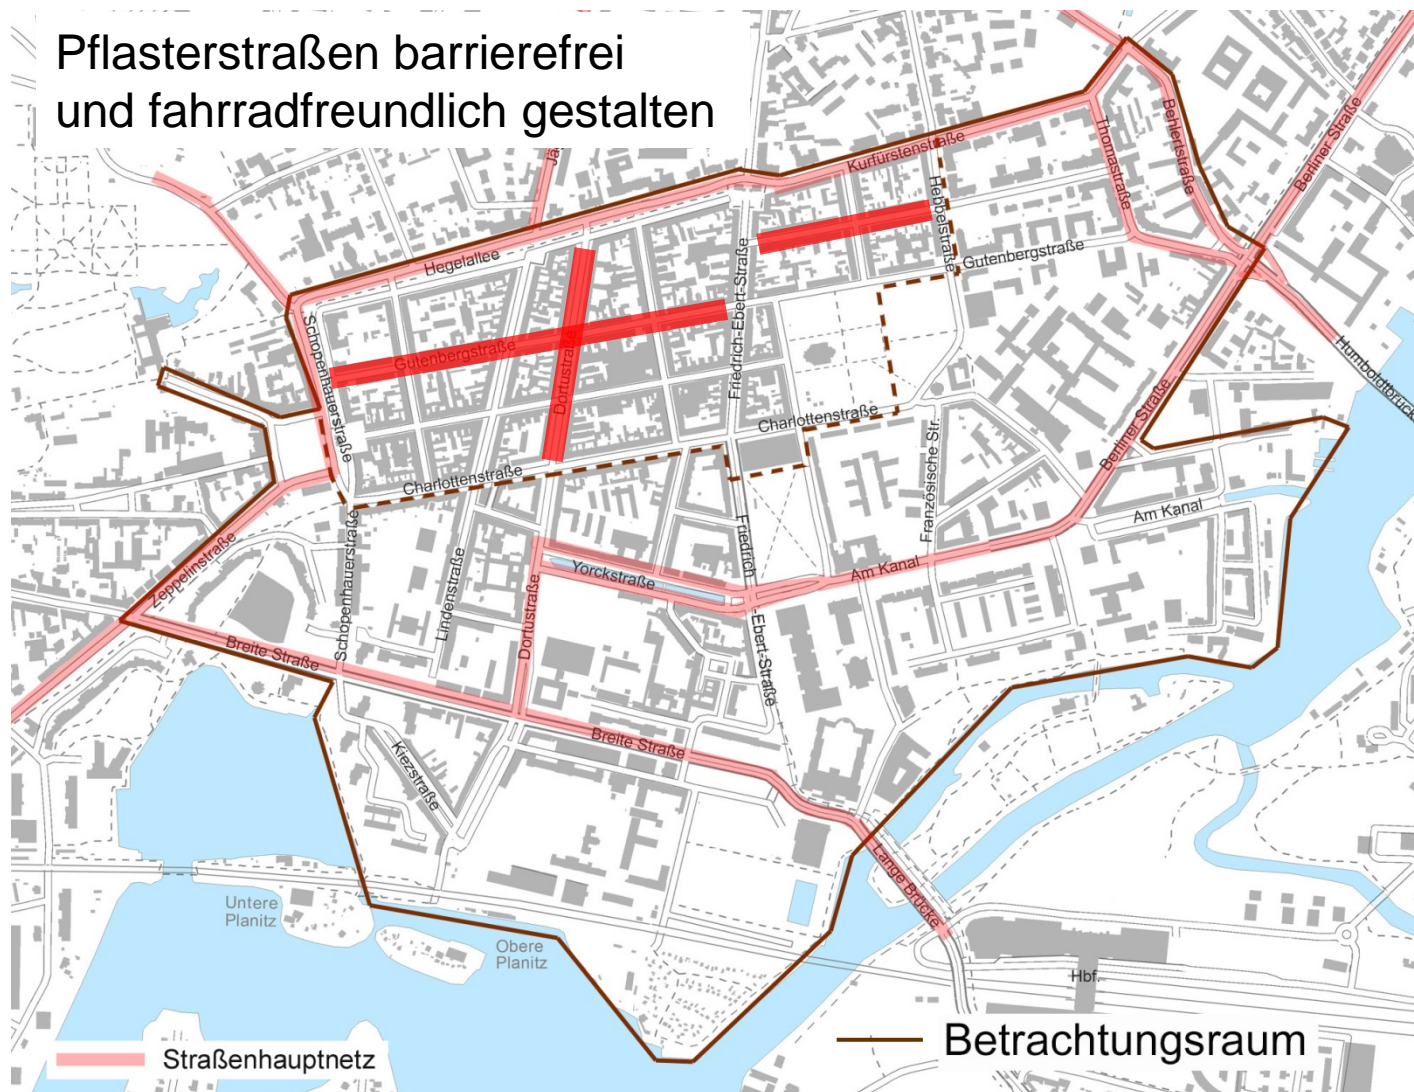 Pflasterstraßen barrierefrei
und fahrradfreundlich gestalten
Kurfürstenstraße
Thomastraße
Behlertstraße
Berliner Straße
Hebbelstraße
Hegelallee
Gutenbergstraße
Friedrich-Ebert-Straße
Schopenhauerstraße
Gutenbergstraße
Dortustraße
Humboldtbrück
Charlottenstraße
Französische Str.
Berliner Straße
Charlottenstraße
Am Kanal
Zeppelinstraße
Schopenhauerstraße
Lindenstraße
Yorckstraße
Friedrich
-Ebert-Straße
Am Kanal
Dortustraße
Breite Straße
Breite Straße
Kiezstraße
Lange Brücke
Untere
Planitz
Obere
Planitz
Hbf.
Straßenhauptnetz
Betrachtungsraum